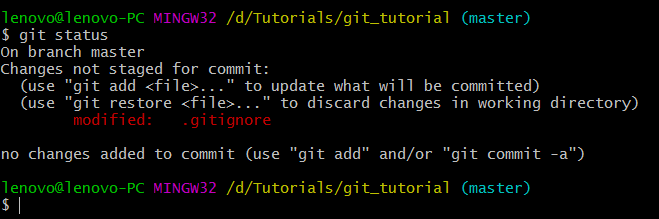 lenovo@lenovo-PC MINGW32 /d/Tutorials/git_tutorial (master)
$ git status
On branch master
Changes not staged for commit:
  (use "git add <file>..." to update what will be committed)
  (use "git restore <file>..." to discard changes in working directory)
        modified:   .gitignore

no changes added to commit (use "git add" and/or "git commit -a")

lenovo@lenovo-PC MINGW32 /d/Tutorials/git_tutorial (master)
$